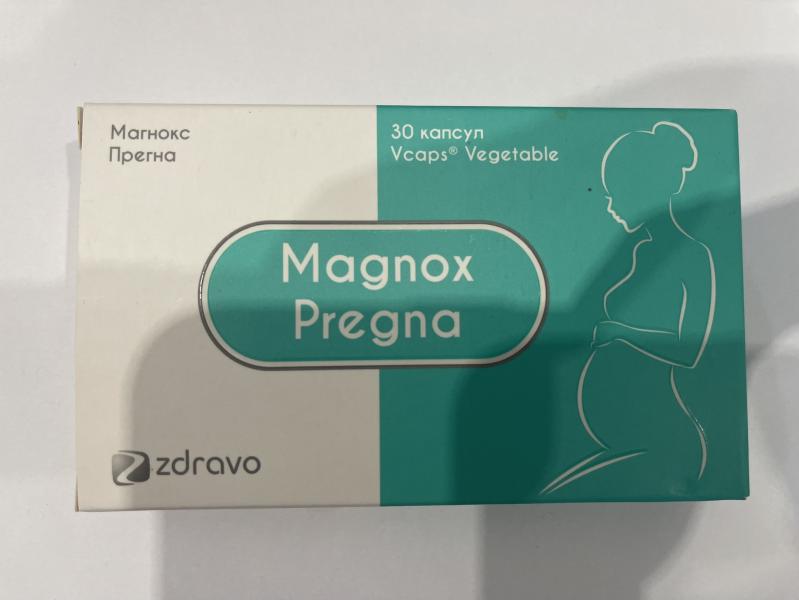 Магнокс
Прегна
30 капсул
Vcaps® Vegetable
Magnox
Pregna
zdravo